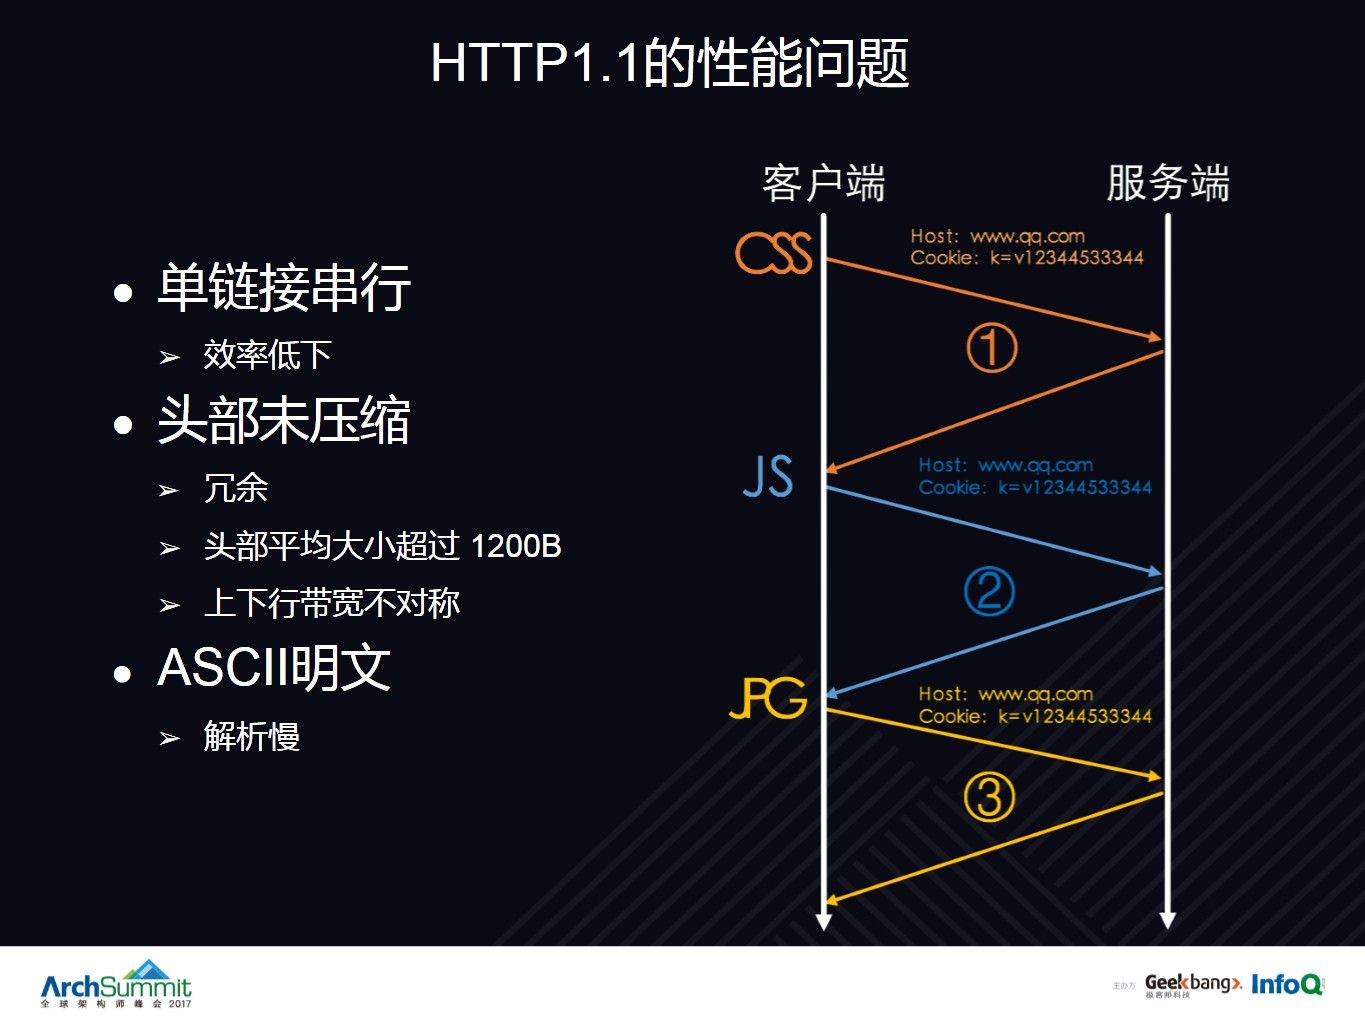 HTTP1.1的性能问题
单链接串行
效率低下
头部未压缩
冗余
头部平均大小超过 1200B
上下行带宽不对称
ASCII明文
解析慢
客户端
服务端
CSS
Host: www.qq.com
Cookie: k=v12344533344
①
JS
Host: www.qq.com
Cookie: k=v12344533344
②
JPG
Host: www.qq.com
Cookie: k=v12344533344
③
ArchSummit
全球架构师峰会 2017
主办方
Geekbang>.
极客邦科技
InfoQ